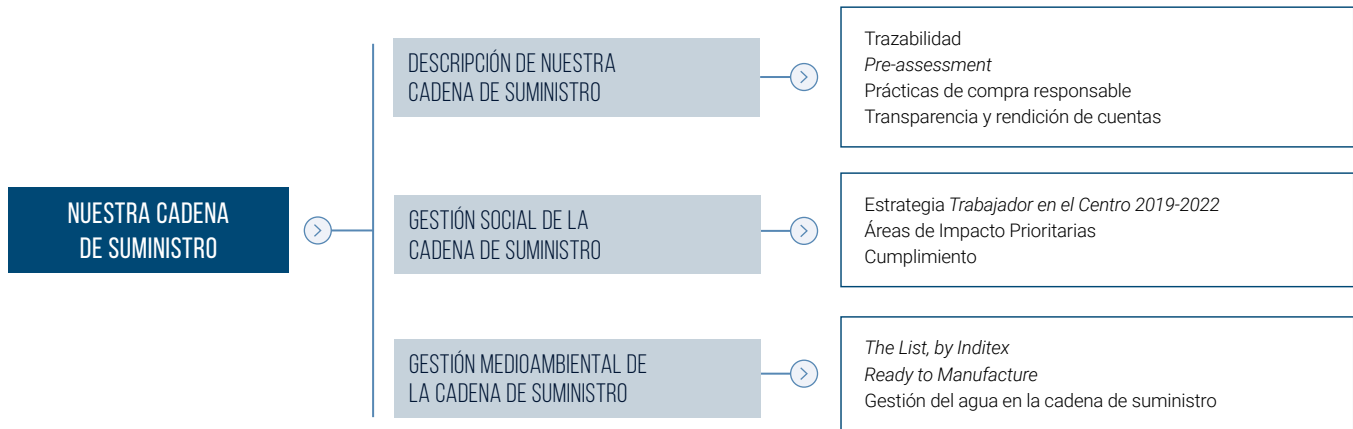 NUESTRA CADENA
DE SUMINISTRO
DESCRIPCIÓN DE NUESTRA
CADENA DE SUMINISTRO
Trazabilidad
Pre-assessment
Prácticas de compra responsable
Transparencia y rendición de cuentas
GESTIÓN SOCIAL DE LA
CADENA DE SUMINISTRO
Estrategia Trabajador en el Centro 2019-2022
Áreas de Impacto Prioritarias
Cumplimiento
GESTIÓN MEDIOAMBIENTAL DE
LA CADENA DE SUMINISTRO
The List, by Inditex
Ready to Manufacture
Gestión del agua en la cadena de suministro